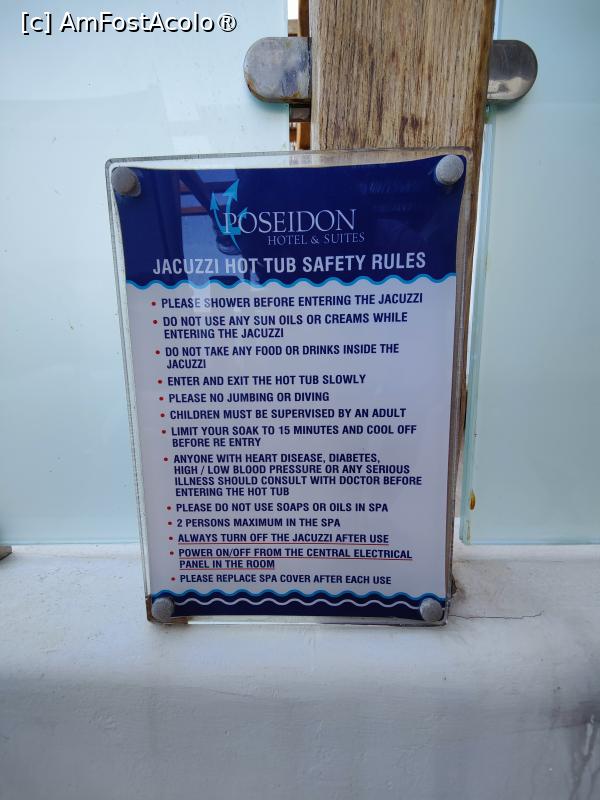 [c] AmFostAcolo®
POSEIDON
HOTEL & SUITES
JACUZZI HOT TUB SAFETY RULES
• PLEASE SHOWER BEFORE ENTERING THE JACUZZI
• DO NOT USE ANY SUN OILS OR CREAMS WHILE
ENTERING THE JACUZZI
• DO NOT TAKE ANY FOOD OR DRINKS INSIDE THE
JACUZZI
• ENTER AND EXIT THE HOT TUB SLOWLY
• PLEASE NO JUMBING OR DIVING
• CHILDREN MUST BE SUPERVISED BY AN ADULT
• LIMIT YOUR SOAK TO 15 MINUTES AND COOL OFF
BEFORE RE ENTRY
• ANYONE WITH HEART DISEASE, DIABETES,
HIGH / LOW BLOOD PRESSURE OR ANY SERIOUS
ILLNESS SHOULD CONSULT WITH DOCTOR BEFORE
ENTERING THE HOT TUB
• PLEASE DO NOT USE SOAPS OR OILS IN SPA
• 2 PERSONS MAXIMUM IN THE SPA
• ALWAYS TURN OFF THE JACUZZI AFTER USE
• POWER ON/OFF FROM THE CENTRAL ELECTRICAL
PANEL IN THE ROOM
• PLEASE REPLACE SPA COVER AFTER EACH USE